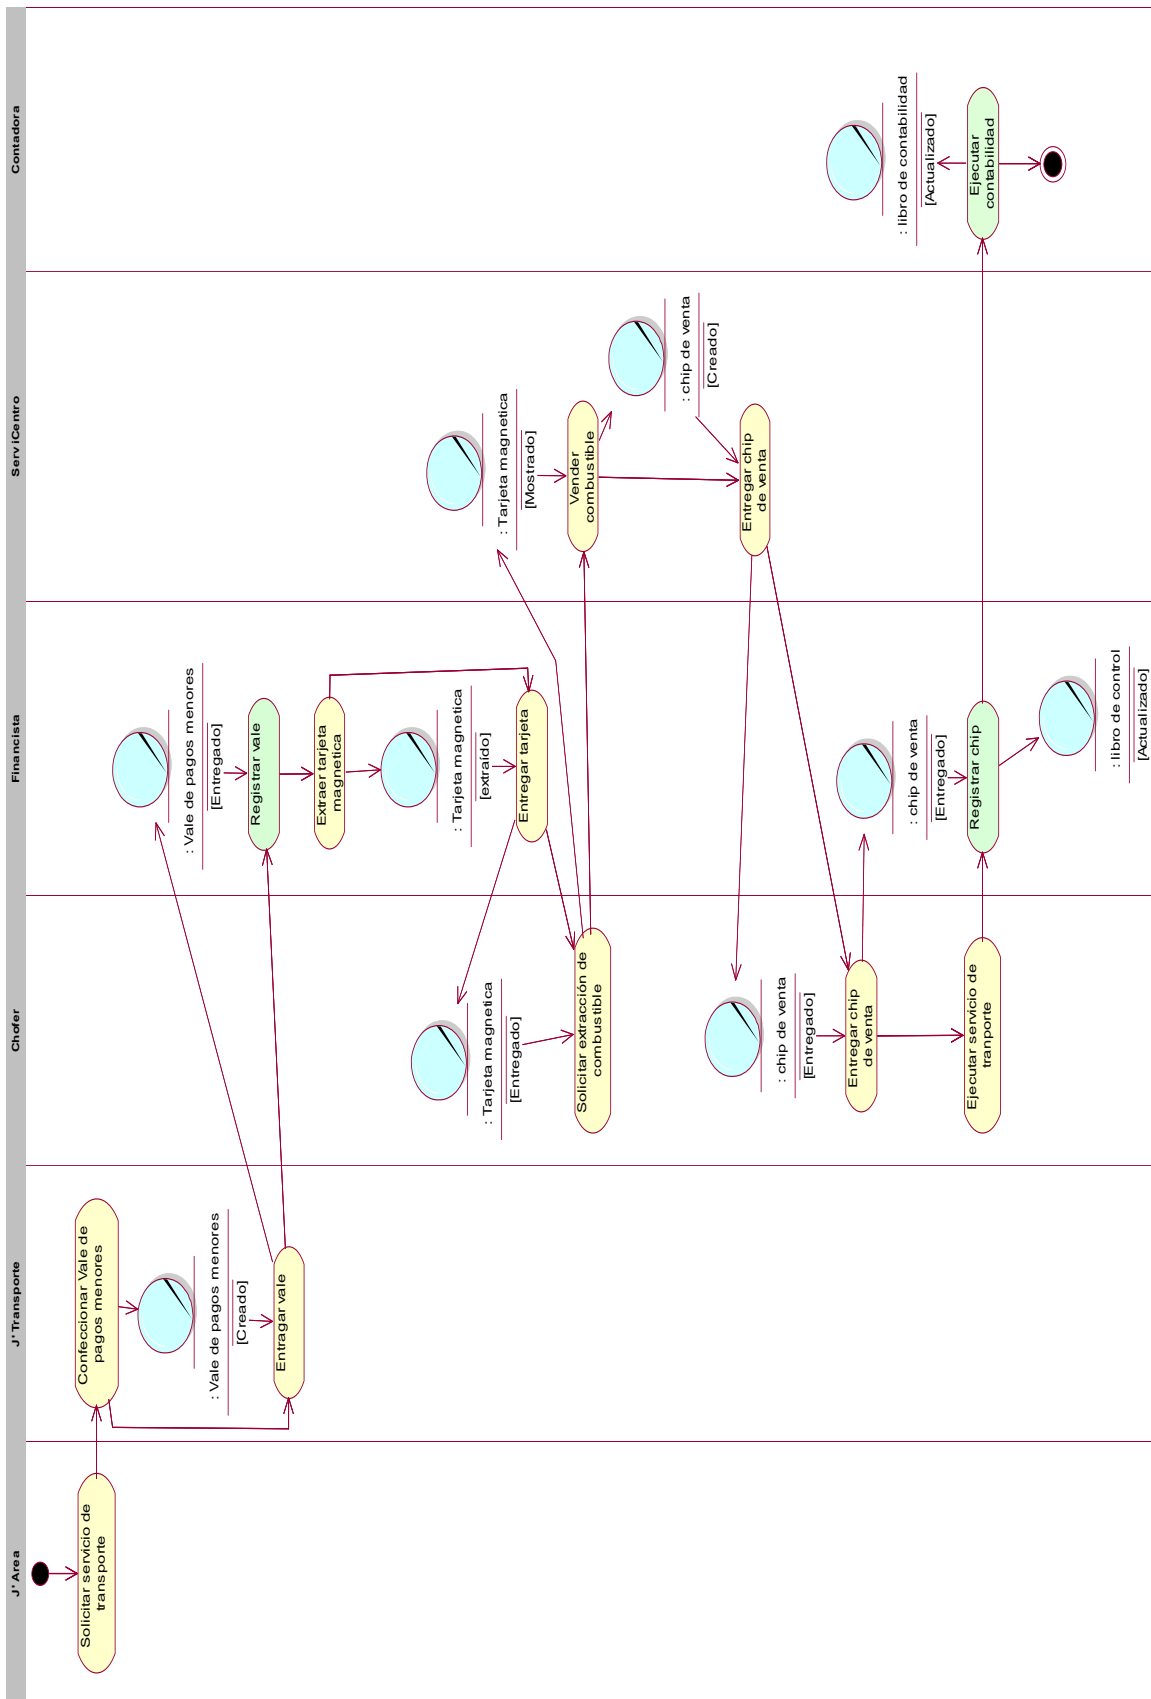 J'Area
J'Transporte
Chofer
Financista
ServiCentro
Contadora
Solicitar servicio de
transporte
Confeccionar Vale de
pagos menores
: Vale de pagos menores
[Creado]
Entragar vale
: Vale de pagos menores
[Entregado]
Registrar vale
Extraer tarjeta
magnetica
: Tarjeta magnetica
[extraído]
Entregar tarjeta
: Tarjeta magnetica
[Entregado]
Solicitar extracción de
combustible
: Tarjeta magnetica
[Mostrado]
Vender
combustible
: chip de venta
[Creado]
Entregar chip
de venta
: chip de venta
[Entregado]
Entregar chip
de venta
Ejecutar servicio de
tranporte
: chip de venta
[Entregado]
Registrar chip
: libro de control
[Actualizado]
: libro de contabilidad
[Actualizado]
Ejecutar
contabilidad